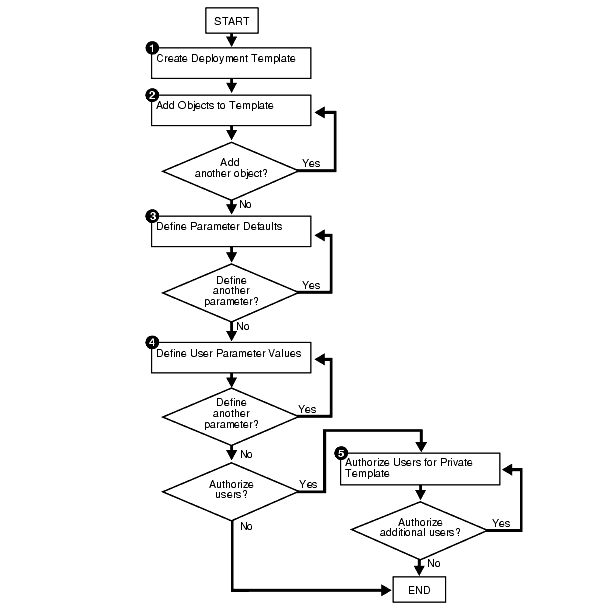 START
1
Create Deployment Template
2
Add Objects to Template
Add
another object?
Yes
No
3
Define Parameter Defaults
Define
another
parameter?
Yes
No
4
Define User Parameter Values
Define
another
parameter?
Yes
No
Authorize
users?
Yes
No
5
Authorize Users for Private
Template
Authorize
additional users?
Yes
No
END